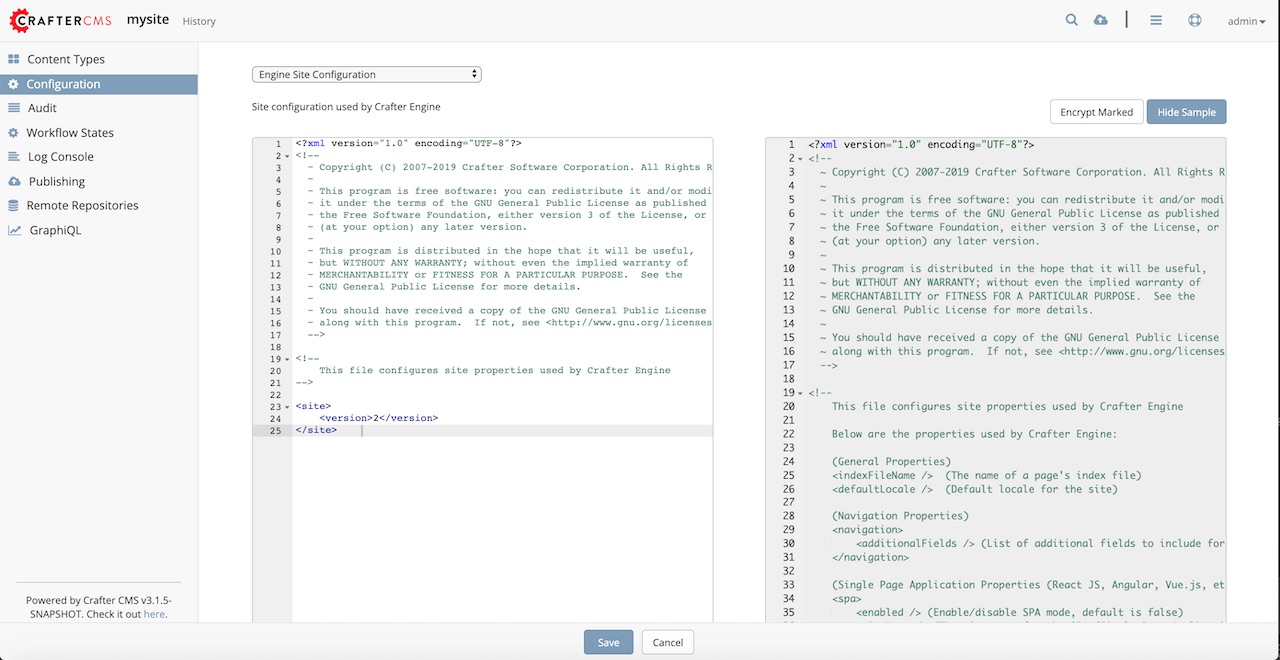 CRAFTERCMS mysite History admin
Content Types
Configuration
Audit
Workflow States
Log Console
Publishing
Remote Repositories
GraphiQL
Powered by Crafter CMS v3.1.5-
SNAPSHOT. Check it out here.
Engine Site Configuration
Site configuration used by Crafter Engine
Encrypt Marked Hide Sample
1 <?xml version="1.0" encoding="UTF-8"?>
2 <!--
3   ~ Copyright (C) 2007-2019 Crafter Software Corporation. All Rights R
4   ~
5   ~ This program is free software: you can redistribute it and/or modi
6   ~ it under the terms of the GNU General Public License as published
7   ~ the Free Software Foundation, either version 3 of the License, or
8   ~ (at your option) any later version.
9   ~
10   ~ This program is distributed in the hope that it will be useful,
11   ~ but WITHOUT ANY WARRANTY; without even the implied warranty of
12   ~ MERCHANTABILITY or FITNESS FOR A PARTICULAR PURPOSE.  See the
13   ~ GNU General Public License for more details.
14   ~
15   ~ You should have received a copy of the GNU General Public License
16   ~ along with this program.  If not, see <http://www.gnu.org/licenses
17   -->
18
19 <!--
20     This file configures site properties used by Crafter Engine
21 -->
22
23 <site>
24     <version>2</version>
25 </site>
1 <?xml version="1.0" encoding="UTF-8"?>
2 <!--
3   ~ Copyright (C) 2007-2019 Crafter Software Corporation. All Rights R
4   ~
5   ~ This program is free software: you can redistribute it and/or modi
6   ~ it under the terms of the GNU General Public License as published
7   ~ the Free Software Foundation, either version 3 of the License, or
8   ~ (at your option) any later version.
9   ~
10   ~ This program is distributed in the hope that it will be useful,
11   ~ but WITHOUT ANY WARRANTY; without even the implied warranty of
12   ~ MERCHANTABILITY or FITNESS FOR A PARTICULAR PURPOSE.  See the
13   ~ GNU General Public License for more details.
14   ~
15   ~ You should have received a copy of the GNU General Public License
16   ~ along with this program.  If not, see <http://www.gnu.org/licenses
17   -->
18
19 <!--
20     This file configures site properties used by Crafter Engine
21
22     Below are the properties used by Crafter Engine:
23
24     (General Properties)
25     <indexFileName />  (The name of a page's index file)
26     <defaultLocale />  (Default locale for the site)
27
28     (Navigation Properties)
29     <navigation>
30         <additionalFields /> (List of additional fields to include for
31     </navigation>
32
33     (Single Page Application Properties (React JS, Angular, Vue.js, et
34     <spa>
35         <enabled /> (Enable/disable SPA mode, default is false)
Save Cancel